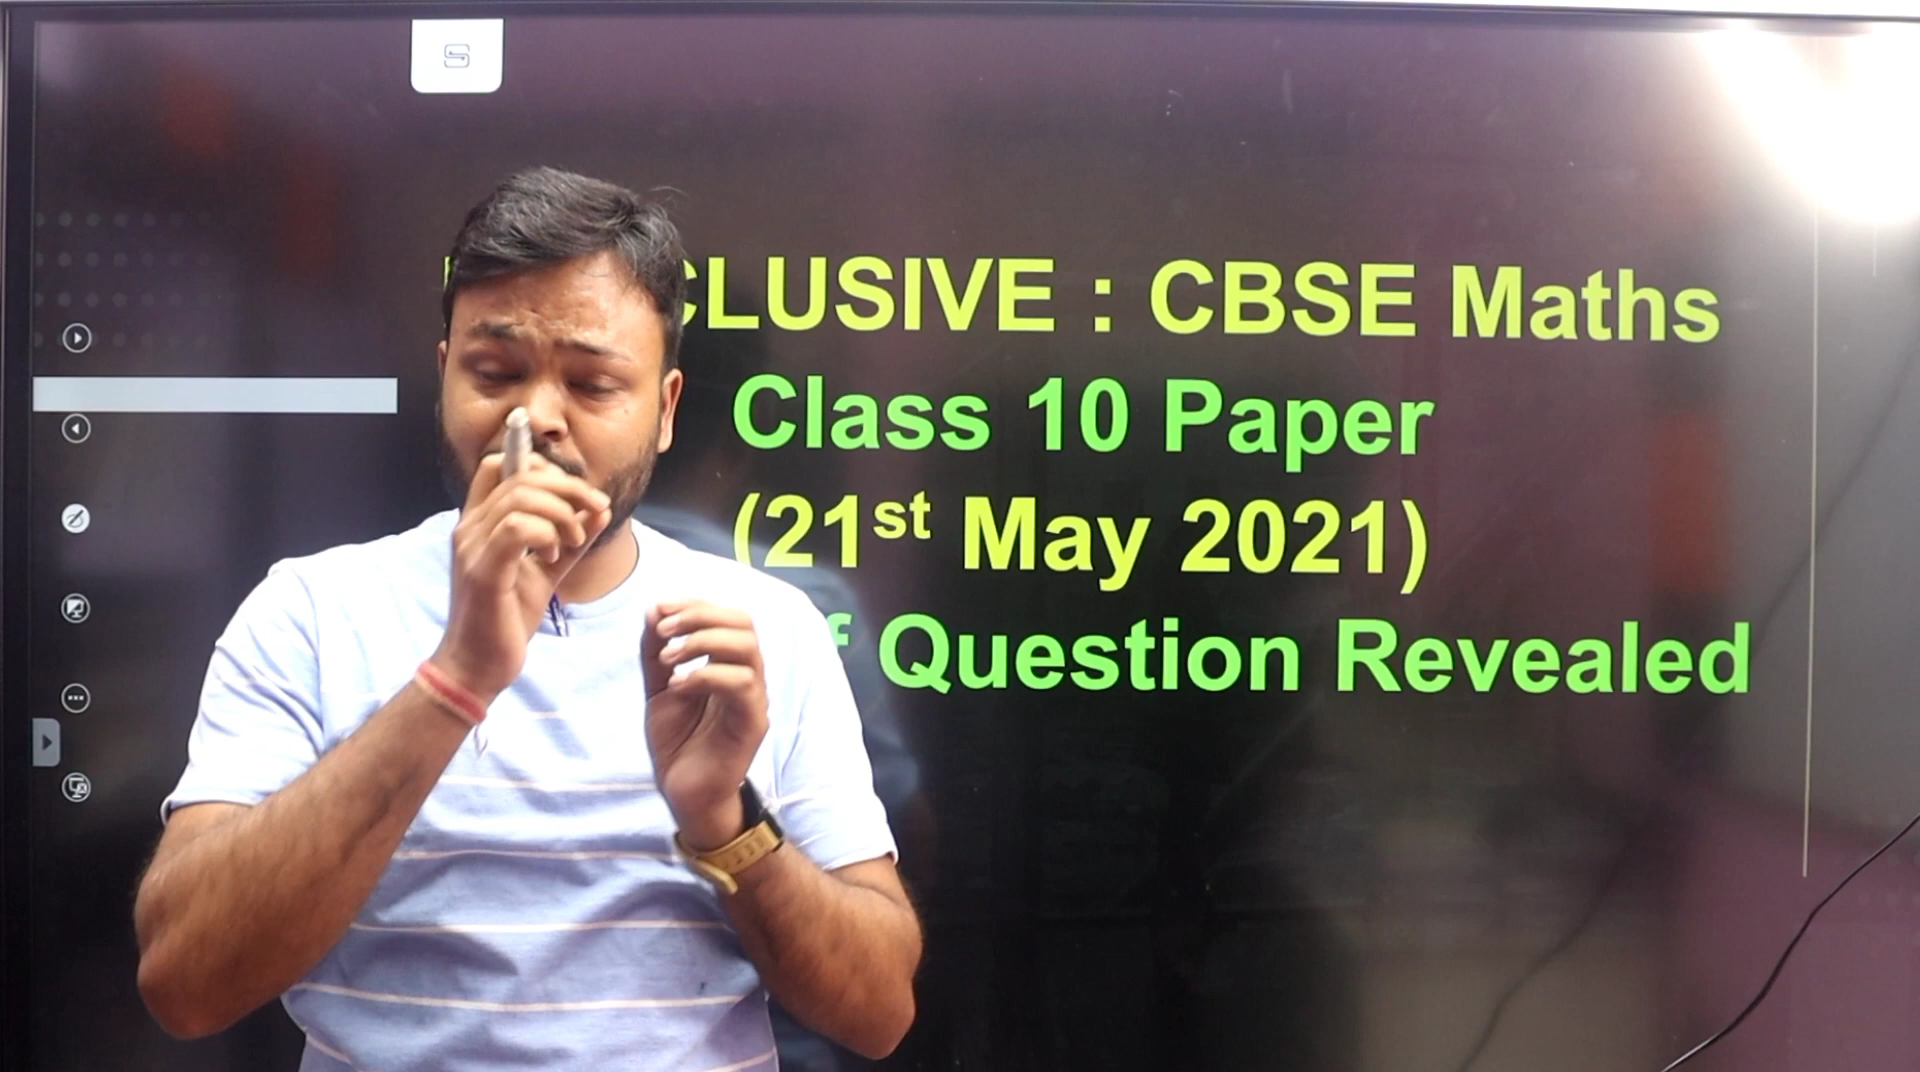 CLUSIVE : CBSE Maths
Class 10 Paper
(21st May 2021)
f Question Revealed